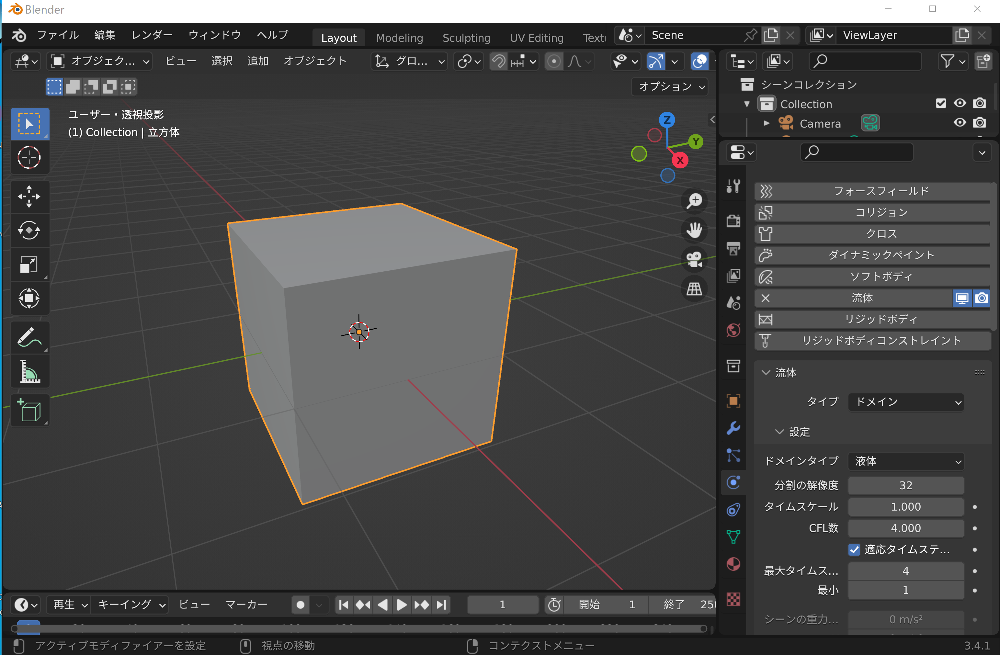 Blender
ファイル 編集 レンダー ウィンドウ ヘルプ Layout Modeling Sculpting UV Editing Scene ViewLayer
オブジェク... ビュー 選択 追加 オブジェクト グロ...
オプション
ユーザー・透視投影
(1) Collection | 立方体
Z
Y
X
シーンコレクション
Collection
Camera
フォースフィールド
コリジョン
クロス
ダイナミックペイント
ソフトボディ
流体
リジッドボディ
リジッドボディコンストレイント
流体
タイプ ドメイン
設定
ドメインタイプ 液体
分割の解像度 32
タイムスケール 1.000
CFL数 4.000
適応タイムステ...
最大タイムス... 4
最小 1
シーンの重力... 0 m/s²
再生 キーイング ビュー マーカー 1 開始 1 終了 250
アクティブモディファイアーを設定 視点の移動 コンテクストメニュー 3.4.1